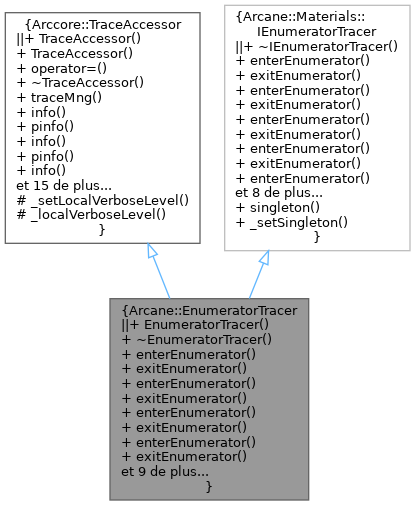 {Arccore::TraceAccessor
||+ TraceAccessor()
+ TraceAccessor()
+ operator=()
+ ~TraceAccessor()
+ traceMng()
+ info()
+ pinfo()
+ info()
+ pinfo()
+ info()
et 15 de plus...
# _setLocalVerboseLevel()
# _localVerboseLevel()
}
{Arcane::Materials::
IEnumeratorTracer
||+ ~IEnumeratorTracer()
+ enterEnumerator()
+ exitEnumerator()
+ enterEnumerator()
+ exitEnumerator()
+ enterEnumerator()
+ exitEnumerator()
+ enterEnumerator()
+ exitEnumerator()
+ enterEnumerator()
et 8 de plus...
+ singleton()
+ _setSingleton()
}
{Arcane::EnumeratorTracer
||+ EnumeratorTracer()
+ ~EnumeratorTracer()
+ enterEnumerator()
+ exitEnumerator()
+ enterEnumerator()
+ exitEnumerator()
+ enterEnumerator()
+ exitEnumerator()
+ enterEnumerator()
+ exitEnumerator()
et 9 de plus...
}